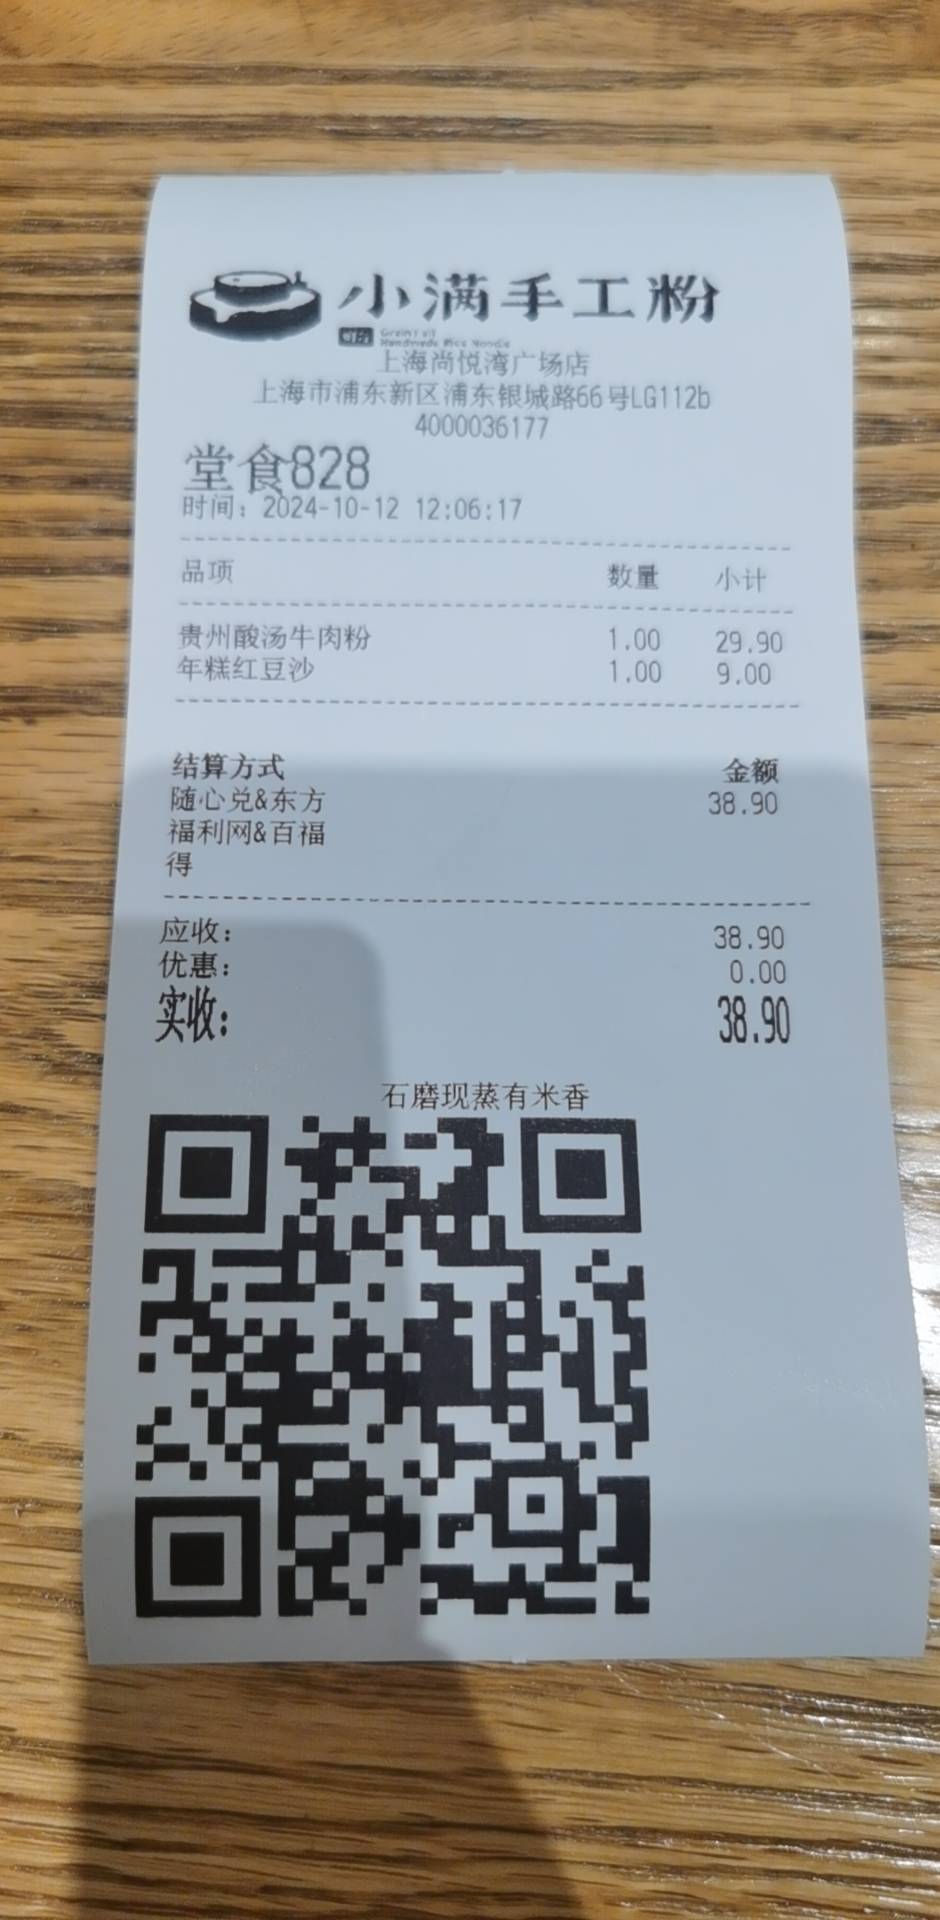 小满手工粉
Handmade Rice Noodle
上海尚悦湾广场店
上海市浦东新区浦东银城路66号LG112b
4000036177
堂食828
时间：2024-10-12 12:06:17
品项 数量 小计
贵州酸汤牛肉粉 1.00 29.90
年糕红豆沙 1.00 9.00
结算方式 金额
随心兑&东方 38.90
福利网&百福
得
应收： 38.90
优惠： 0.00
实收： 38.90
石磨现蒸有米香